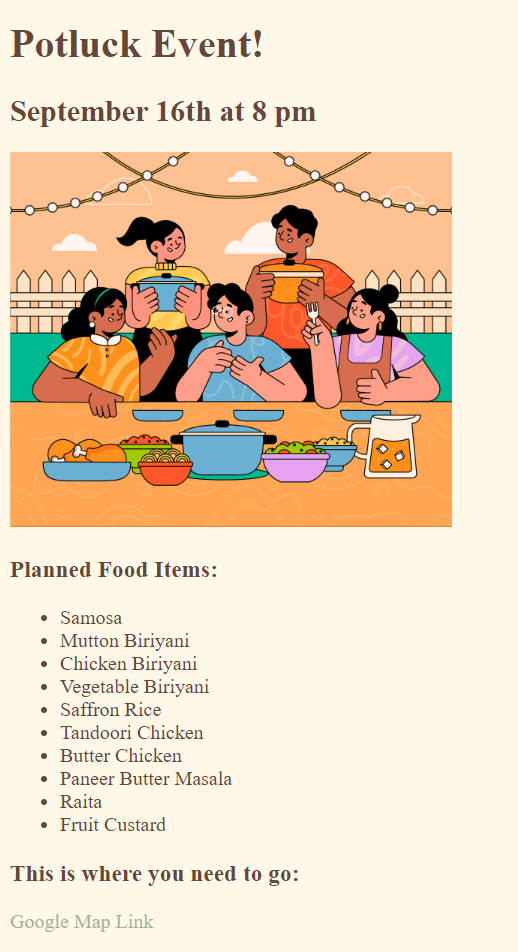 Potluck Event!
September 16th at 8 pm
Planned Food Items:
Samosa
Mutton Biriyani
Chicken Biriyani
Vegetable Biriyani
Saffron Rice
Tandoori Chicken
Butter Chicken
Paneer Butter Masala
Raita
Fruit Custard
This is where you need to go:
Google Map Link